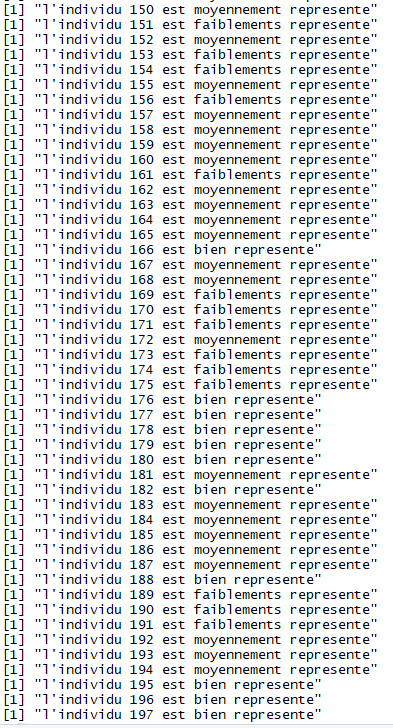 [1] "l'individu 150 est moyennement represente"
[1] "l'individu 151 est faiblements represente"
[1] "l'individu 152 est moyennement represente"
[1] "l'individu 153 est faiblements represente"
[1] "l'individu 154 est faiblements represente"
[1] "l'individu 155 est moyennement represente"
[1] "l'individu 156 est faiblements represente"
[1] "l'individu 157 est moyennement represente"
[1] "l'individu 158 est moyennement represente"
[1] "l'individu 159 est moyennement represente"
[1] "l'individu 160 est moyennement represente"
[1] "l'individu 161 est faiblements represente"
[1] "l'individu 162 est moyennement represente"
[1] "l'individu 163 est moyennement represente"
[1] "l'individu 164 est moyennement represente"
[1] "l'individu 165 est moyennement represente"
[1] "l'individu 166 est bien represente"
[1] "l'individu 167 est moyennement represente"
[1] "l'individu 168 est moyennement represente"
[1] "l'individu 169 est faiblements represente"
[1] "l'individu 170 est faiblements represente"
[1] "l'individu 171 est faiblements represente"
[1] "l'individu 172 est moyennement represente"
[1] "l'individu 173 est faiblements represente"
[1] "l'individu 174 est faiblements represente"
[1] "l'individu 175 est faiblements represente"
[1] "l'individu 176 est bien represente"
[1] "l'individu 177 est bien represente"
[1] "l'individu 178 est bien represente"
[1] "l'individu 179 est bien represente"
[1] "l'individu 180 est bien represente"
[1] "l'individu 181 est moyennement represente"
[1] "l'individu 182 est bien represente"
[1] "l'individu 183 est moyennement represente"
[1] "l'individu 184 est moyennement represente"
[1] "l'individu 185 est moyennement represente"
[1] "l'individu 186 est moyennement represente"
[1] "l'individu 187 est moyennement represente"
[1] "l'individu 188 est bien represente"
[1] "l'individu 189 est faiblements represente"
[1] "l'individu 190 est faiblements represente"
[1] "l'individu 191 est faiblements represente"
[1] "l'individu 192 est moyennement represente"
[1] "l'individu 193 est moyennement represente"
[1] "l'individu 194 est moyennement represente"
[1] "l'individu 195 est bien represente"
[1] "l'individu 196 est bien represente"
[1] "l'individu 197 est bien represente"